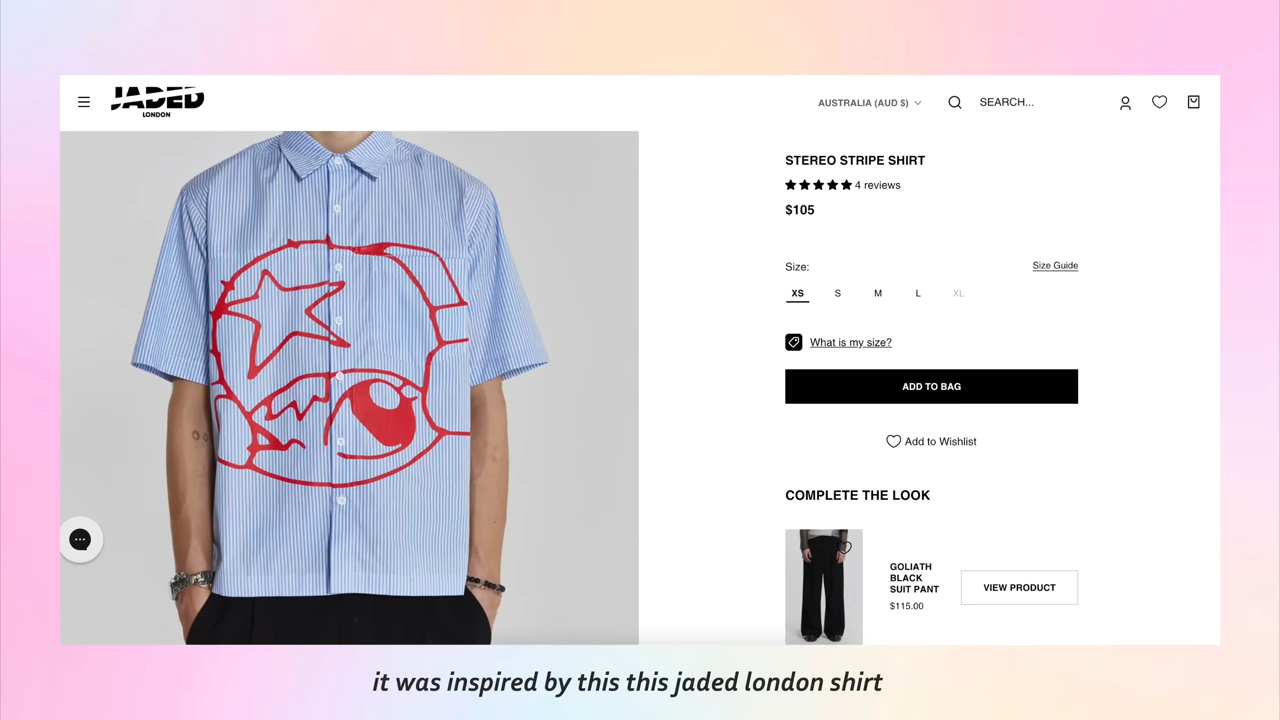 JADED
LONDON
AUSTRALIA (AUD $)
SEARCH...
STEREO STRIPE SHIRT
4 reviews
$105
Size:
Size Guide
XS S M L XL
What is my size?
ADD TO BAG
Add to Wishlist
COMPLETE THE LOOK
GOLIATH
BLACK
SUIT PANT
$115.00
VIEW PRODUCT
it was inspired by this this jaded london shirt